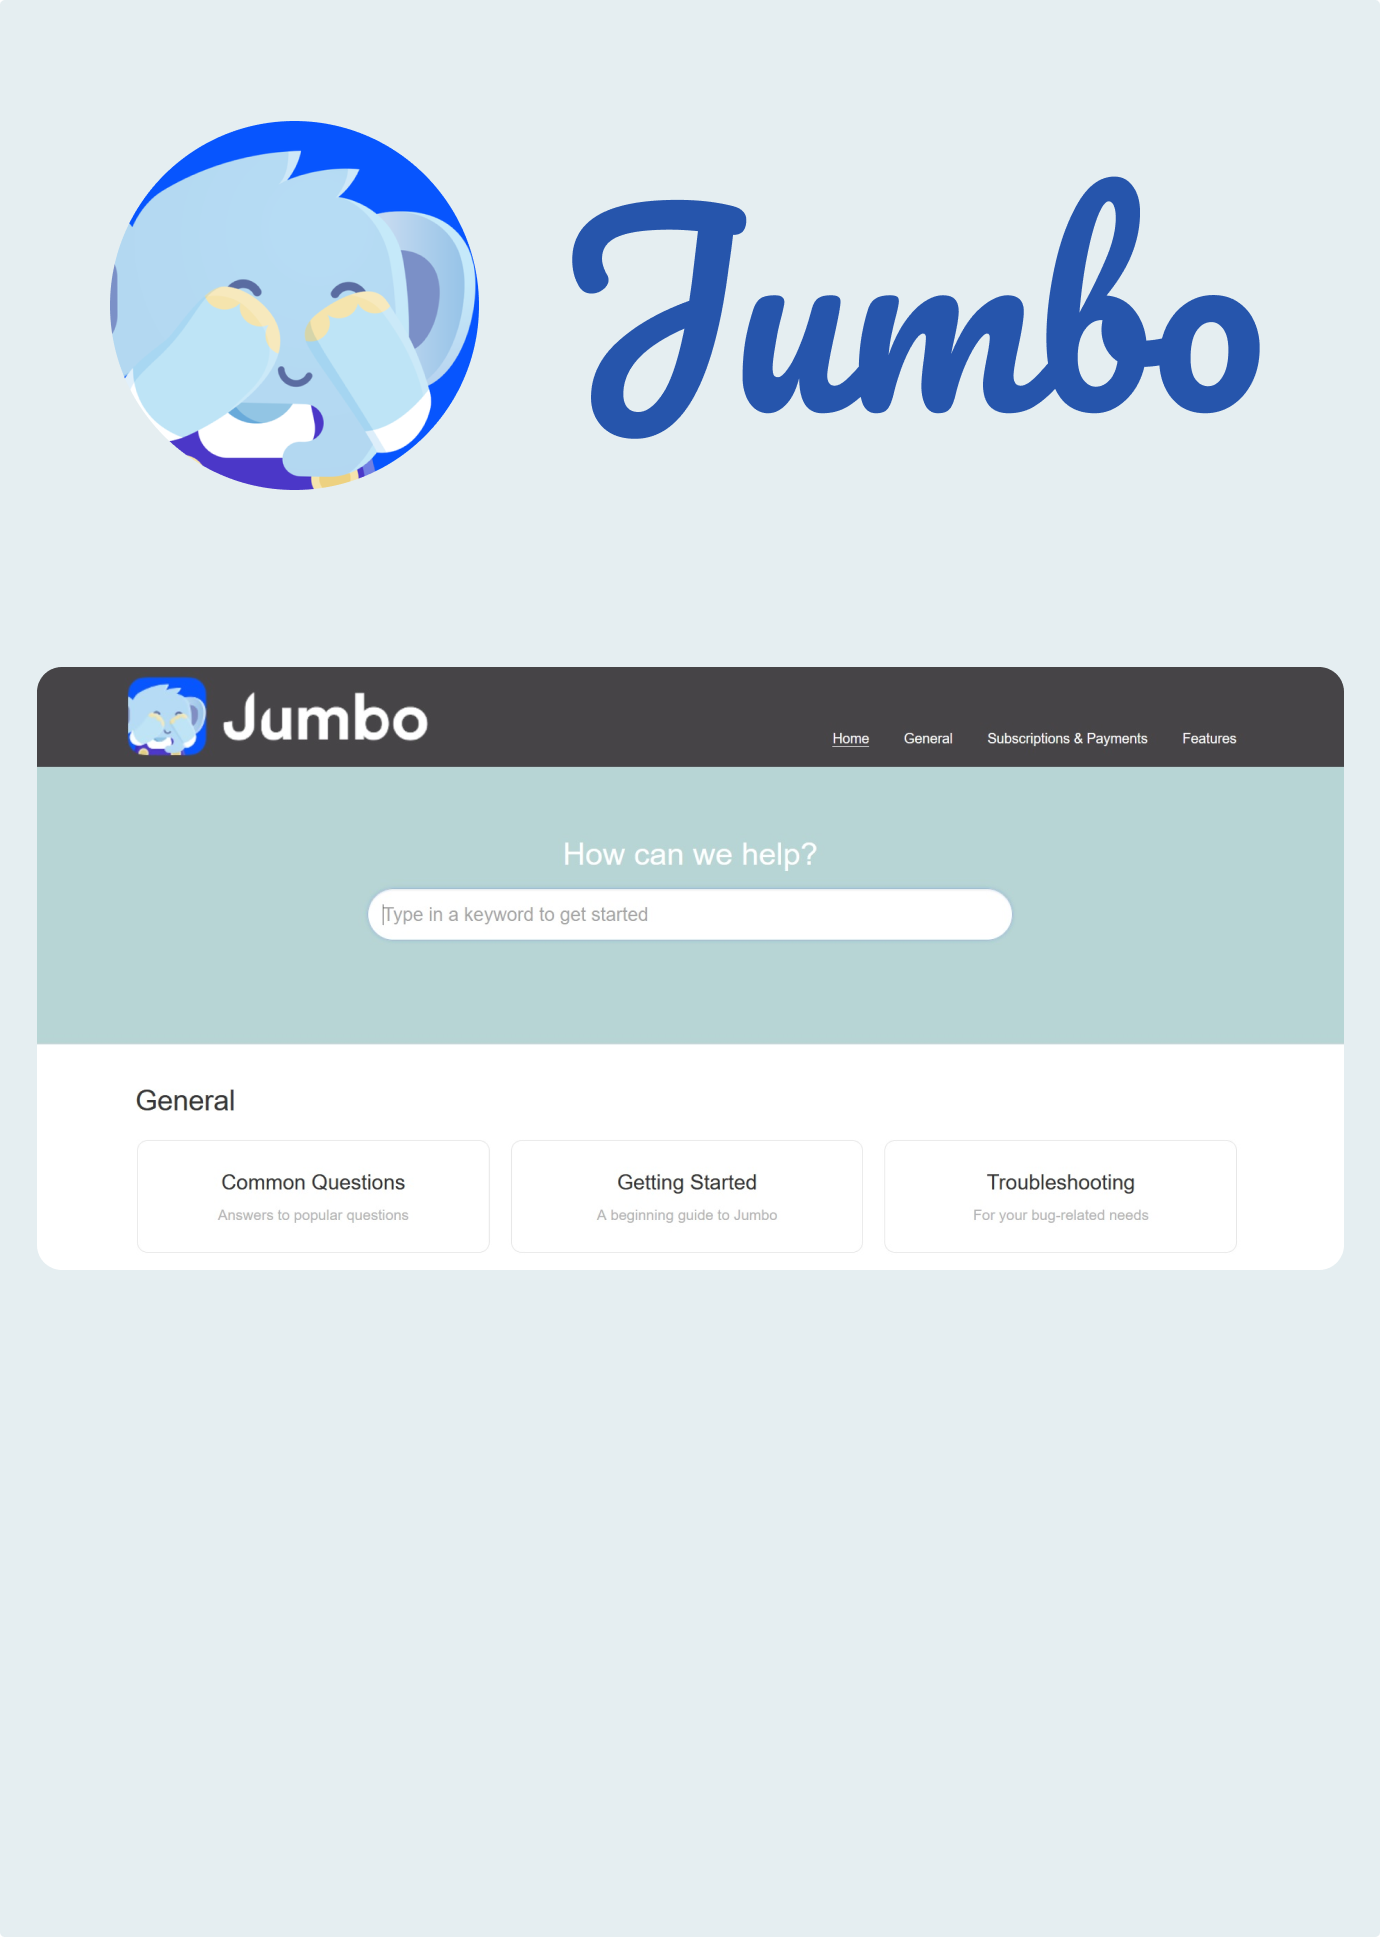 Jumbo
Jumbo
Home General Subscriptions & Payments Features
How can we help?
Type in a keyword to get started
General
Common Questions
Answers to popular questions
Getting Started
A beginning guide to Jumbo
Troubleshooting
For your bug-related needs